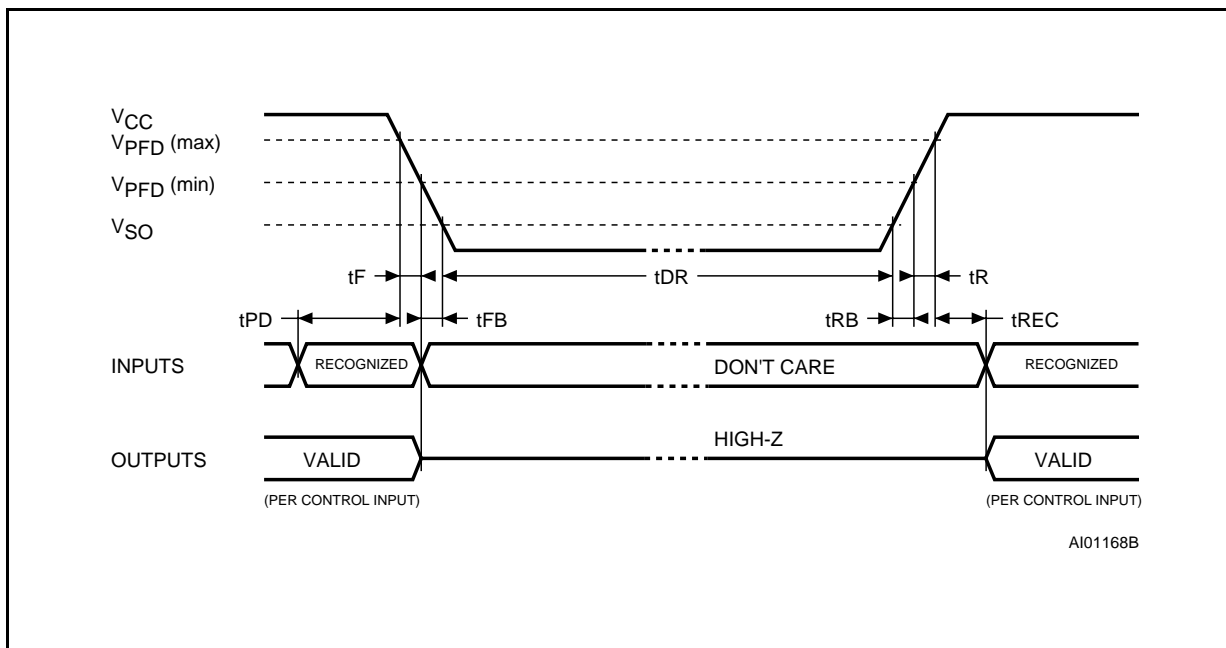 VCC
VPFD (max)
VPFD (min)
VSO
tF
tDR
tR
tPD
tFB
tRB
tREC
INPUTS
RECOGNIZED
DON'T CARE
RECOGNIZED
HIGH-Z
OUTPUTS
VALID
VALID
(PER CONTROL INPUT)
(PER CONTROL INPUT)
AI01168B